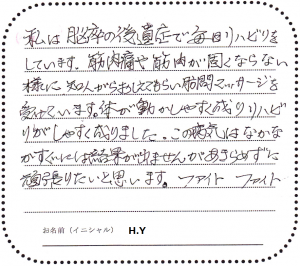 私は脳卒の後遺症で毎日リハビリを
しています。筋肉痛や筋肉が固くならない
様に知人からおしえてもらい訪問マッサージを
受けています。体が動かしやすく成りリハビ
リがしやすく成りました。この病気はなかな
かすぐには結果が出ませんがあきらめずに
頑張りたいと思います。ファイト ファイト
お名前(イニシャル) H.Y